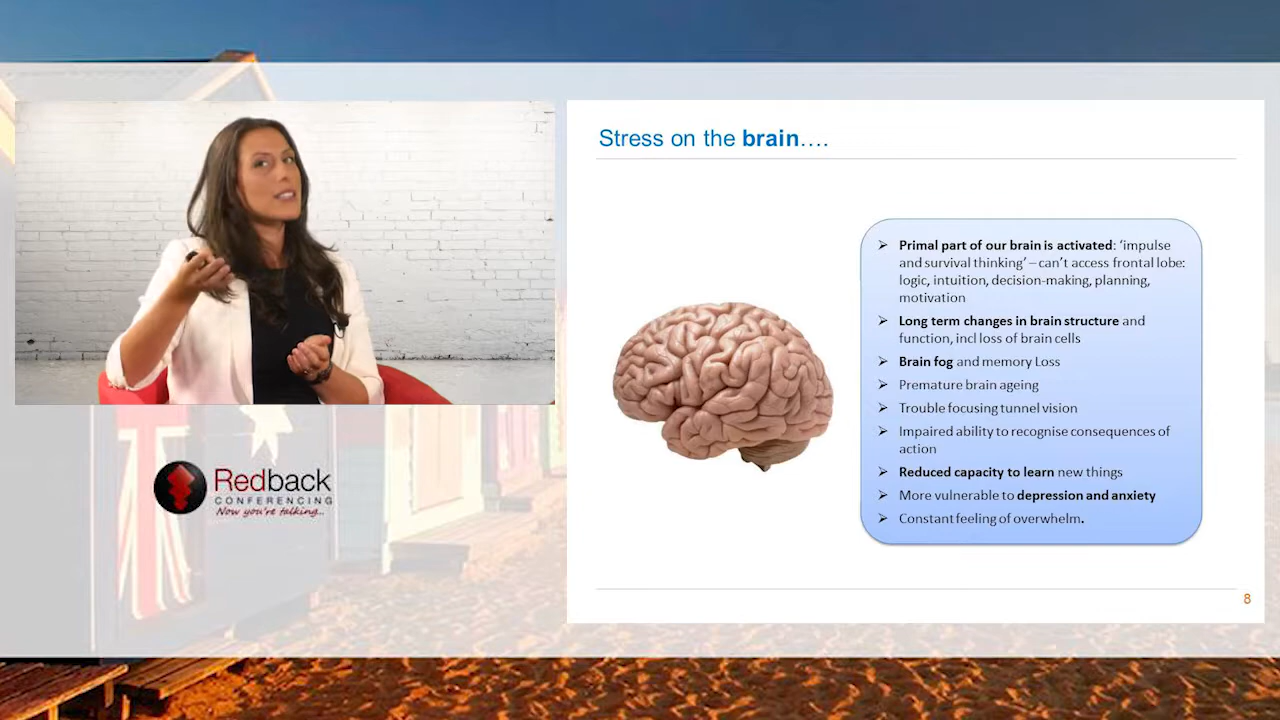 Stress on the brain….
➢ Primal part of our brain is activated: ‘impulse
and survival thinking’ – can’t access frontal lobe:
logic, intuition, decision-making, planning,
motivation
➢ Long term changes in brain structure and
function, incl loss of brain cells
➢ Brain fog and memory Loss
➢ Premature brain ageing
➢ Trouble focusing tunnel vision
➢ Impaired ability to recognise consequences of
action
➢ Reduced capacity to learn new things
➢ More vulnerable to depression and anxiety
➢ Constant feeling of overwhelm.
8
Redback
CONFERENCING
Now you're talking...